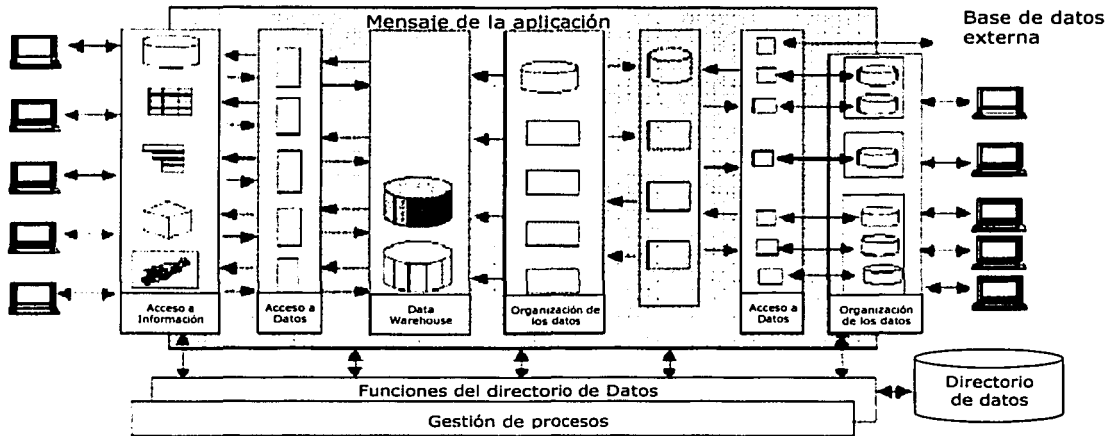 Mensaje de la aplicación
Base de datos
externa
Acceso a
Información
Acceso a
Datos
Data
Warehouse
Organización de
los datos
Acceso a
Datos
Organización
de los datos
Funciones del directorio de Datos
Gestión de procesos
Directorio
de datos